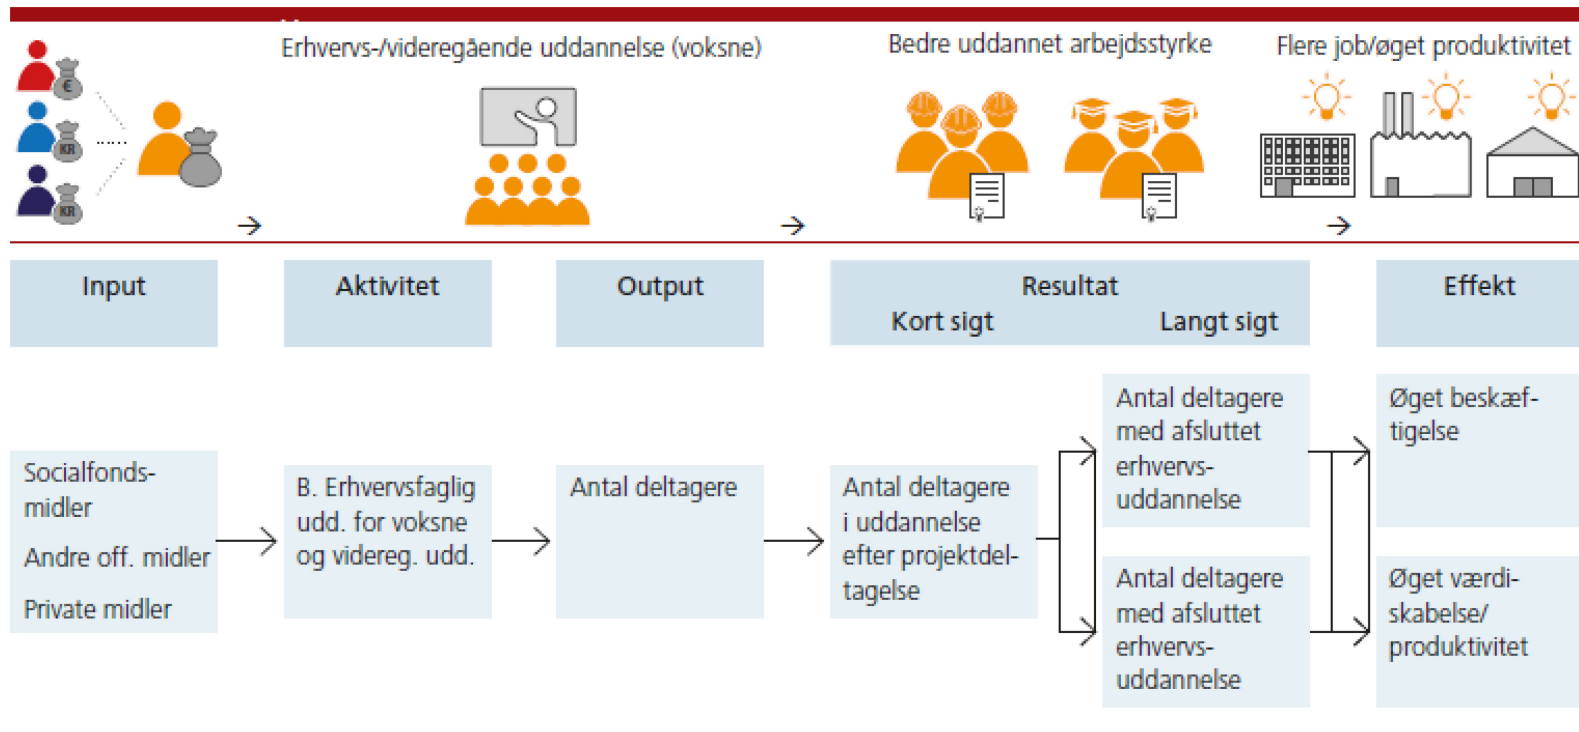 Erhvervs-/videregående uddannelse (voksne)
Bedre uddannet arbejdsstyrke
Flere job/øget produktivitet
€
KR
KR
Input
Aktivitet
Output
Resultat
Kort sigt
Langt sigt
Effekt
Socialfonds-
midler
Andre off. midler
Private midler
B. Erhvervsfaglig
udd. for voksne
og videreg. udd.
Antal deltagere
Antal deltagere
i uddannelse
efter projektdel-
tagelse
Antal deltagere
med afsluttet
erhvervs-
uddannelse
Antal deltagere
med afsluttet
erhvervs-
uddannelse
Øget beskæf-
tigelse
Øget værdi-
skabelse/
produktivitet